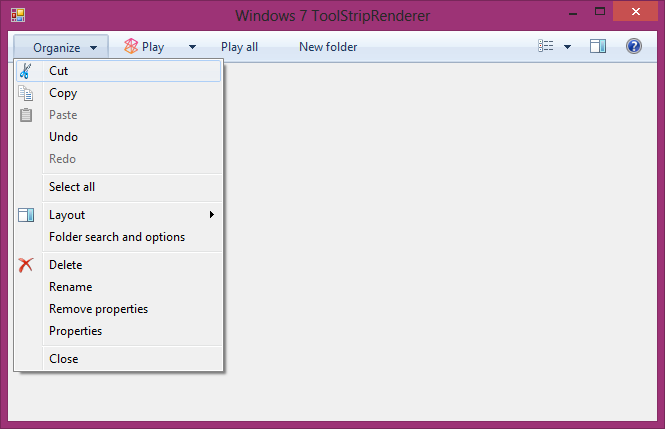 Windows 7 ToolStripRenderer
Organize Play Play all New folder
Cut
Copy
Paste
Undo
Redo
Select all
Layout
Folder search and options
Delete
Rename
Remove properties
Properties
Close